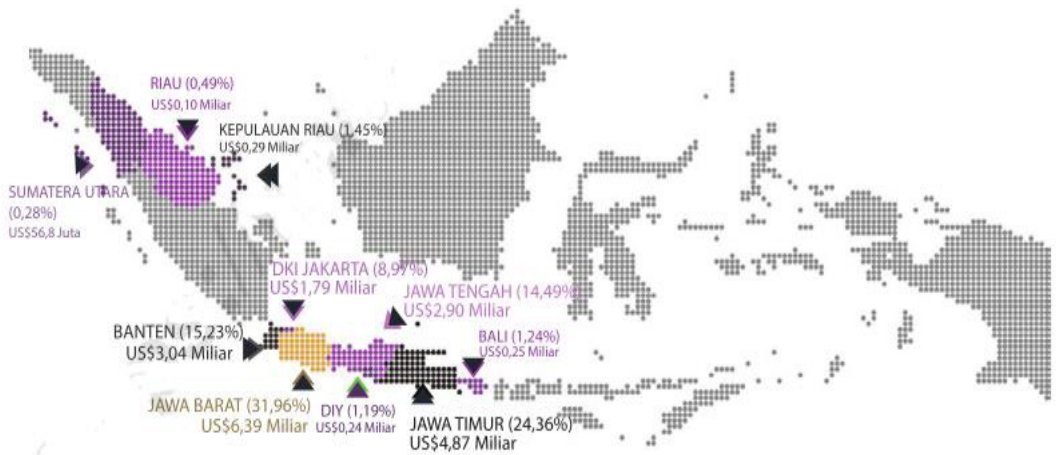 RIAU (0,49%)
US$0,10 Miliar
KEPULAUAN RIAU (1,45%)
US$0,29 Miliar
SUMATERA UTARA
(0,28%)
US$56,8 Juta
DKI JAKARTA (8,97%)
US$1,79 Miliar
JAWA TENGAH (14,49%)
US$2,90 Miliar
BANTEN (15,23%)
US$3,04 Miliar
BALI (1,24%)
US$0,25 Miliar
JAWA BARAT (31,96%)
US$6,39 Miliar
DIY (1,19%)
US$0,24 Miliar
JAWA TIMUR (24,36%)
US$4,87 Miliar